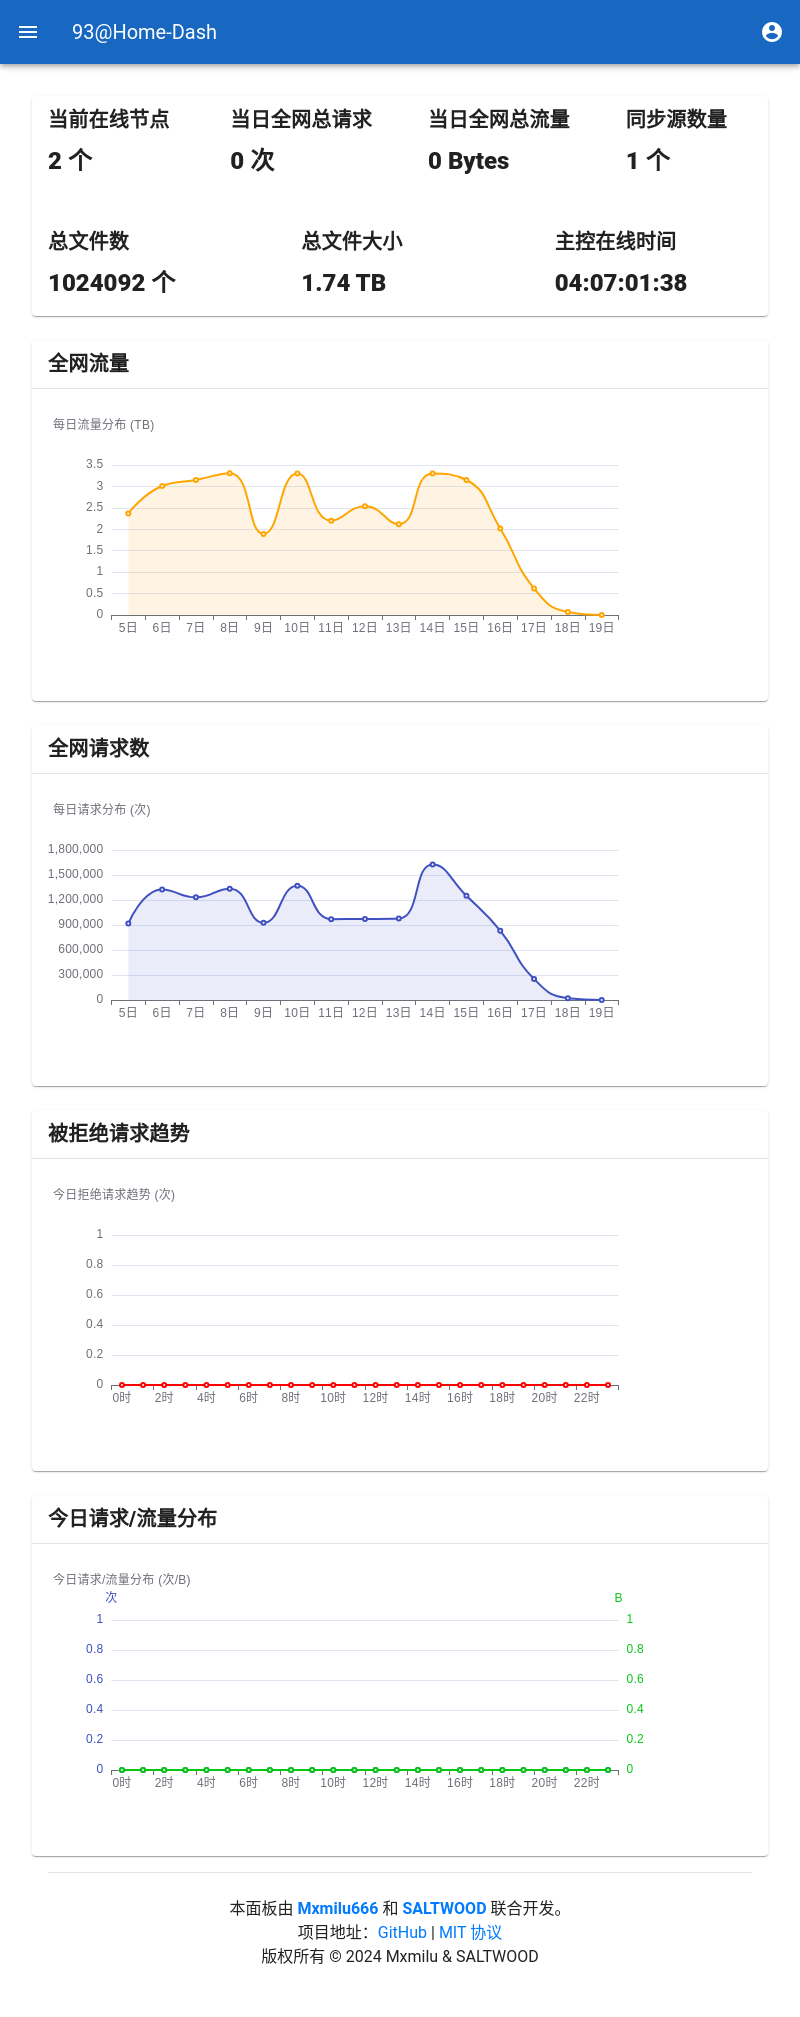 93@Home-Dash
当前在线节点 当日全网总请求 当日全网总流量 同步源数量
2 个 0 次 0 Bytes 1 个
总文件数 总文件大小 主控在线时间
1024092 个 1.74 TB 04:07:01:38
全网流量
每日流量分布 (TB)
3.5
3
2.5
2
1.5
1
0.5
0
5日 6日 7日 8日 9日 10日 11日 12日 13日 14日 15日 16日 17日 18日 19日
全网请求数
每日请求分布 (次)
1,800,000
1,500,000
1,200,000
900,000
600,000
300,000
0
5日 6日 7日 8日 9日 10日 11日 12日 13日 14日 15日 16日 17日 18日 19日
被拒绝请求趋势
今日拒绝请求趋势 (次)
1
0.8
0.6
0.4
0.2
0
0时 2时 4时 6时 8时 10时 12时 14时 16时 18时 20时 22时
今日请求/流量分布
今日请求/流量分布 (次/B)
次 B
1 1
0.8 0.8
0.6 0.6
0.4 0.4
0.2 0.2
0 0
0时 2时 4时 6时 8时 10时 12时 14时 16时 18时 20时 22时
本面板由 Mxmilu666 和 SALTWOOD 联合开发。
项目地址：GitHub | MIT 协议
版权所有 © 2024 Mxmilu & SALTWOOD